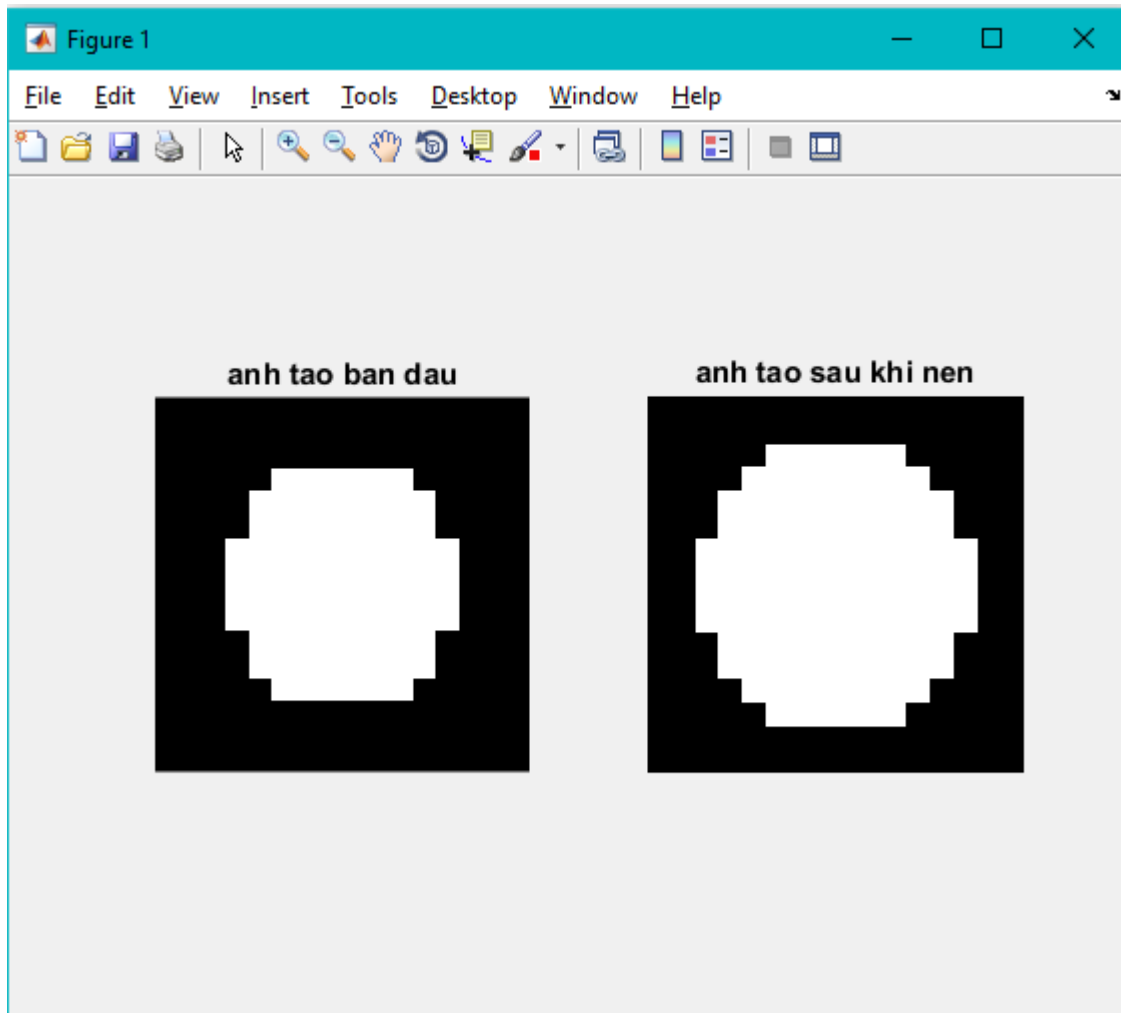 Figure 1
File Edit View Insert Tools Desktop Window Help
anh tao ban dau
anh tao sau khi nen